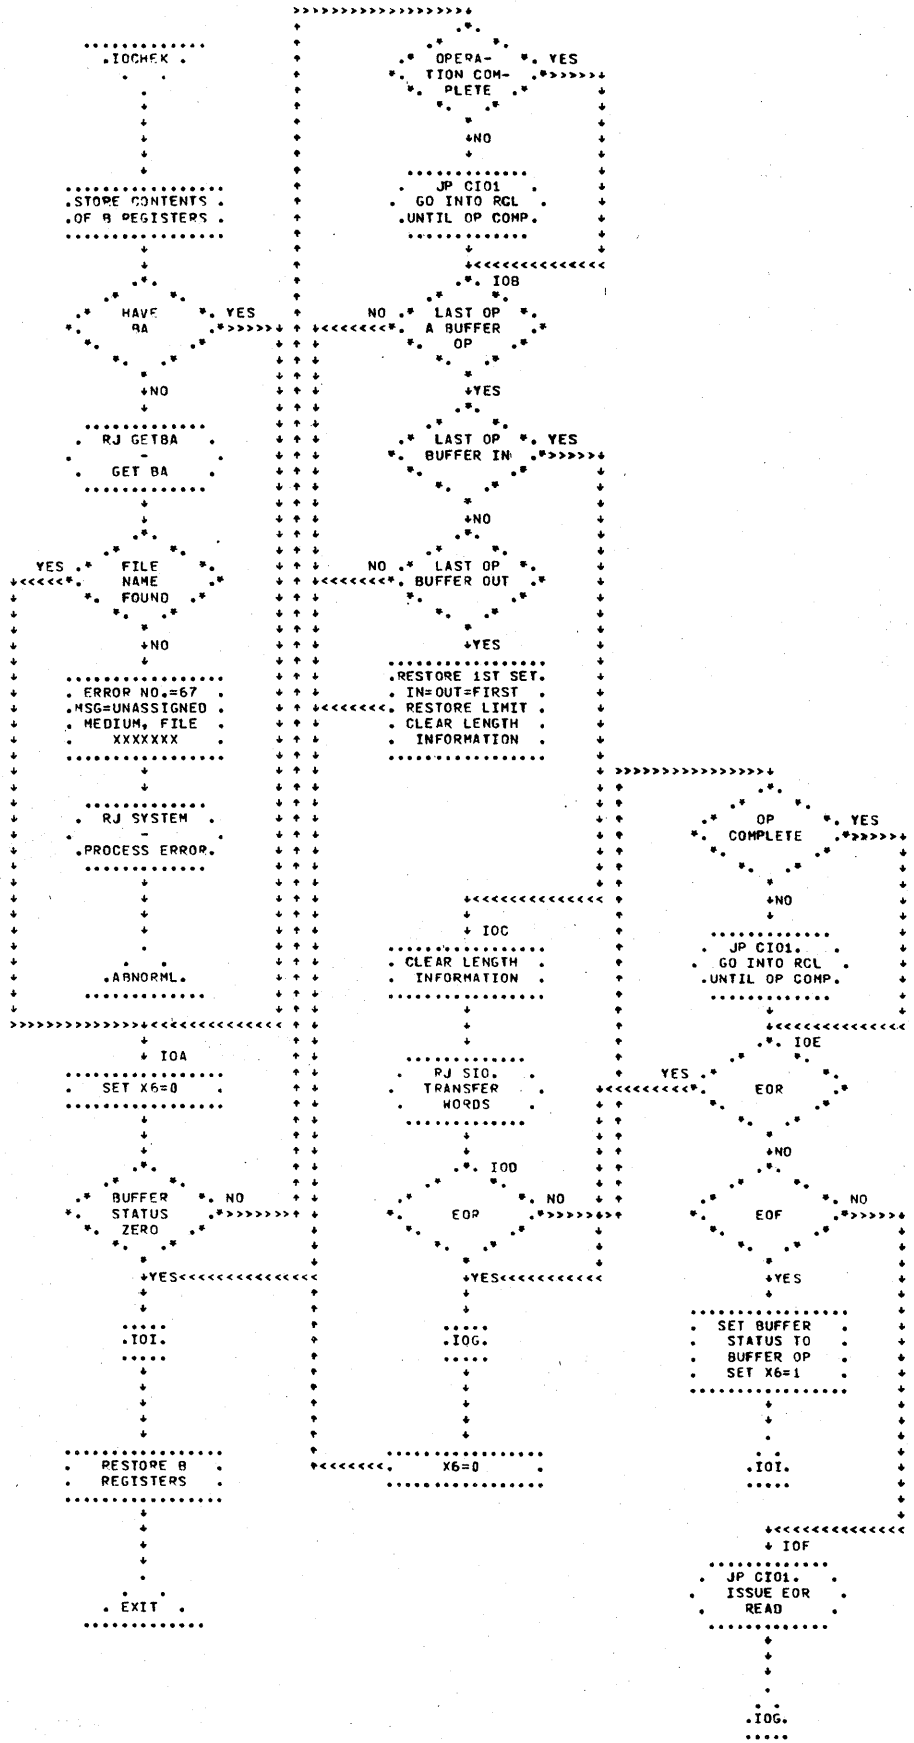 .IOCHEK .
STORE CONTENTS
OF B REGISTERS
HAVE
BA
YES
NO
RJ GETBA
-
GET BA
FILE
NAME
FOUND
YES
NO
ERROR NO.=67
MSG=UNASSIGNED
MEDIUM, FILE
XXXXXXX
RJ SYSTEM
-
PROCESS ERROR.
.ABNORML.
IOA
SET X6=0
BUFFER
STATUS
ZERO
NO
YES
.IOI.
RESTORE B
REGISTERS
. EXIT .
OPERA-
TION COM-
PLETE
YES
NO
JP CIO1
GO INTO RCL
UNTIL OP COMP.
IOB
LAST OP
A BUFFER
OP
NO
YES
LAST OP
BUFFER IN
YES
NO
LAST OP
BUFFER OUT
NO
YES
RESTORE 1ST SET.
IN=OUT=FIRST
RESTORE LIMIT
CLEAR LENGTH
INFORMATION
IOC
CLEAR LENGTH
INFORMATION
RJ SIO.
TRANSFER
WORDS
IOD
EOR
NO
YES
.IOG.
X6=0
OP
COMPLETE
YES
NO
JP CIO1.
GO INTO RCL
UNTIL OP COMP.
IOE
EOR
YES
NO
EOF
NO
YES
SET BUFFER
STATUS TO
BUFFER OP
SET X6=1
.IOI.
IOF
JP CIO1.
ISSUE EOR
READ
.IOG.